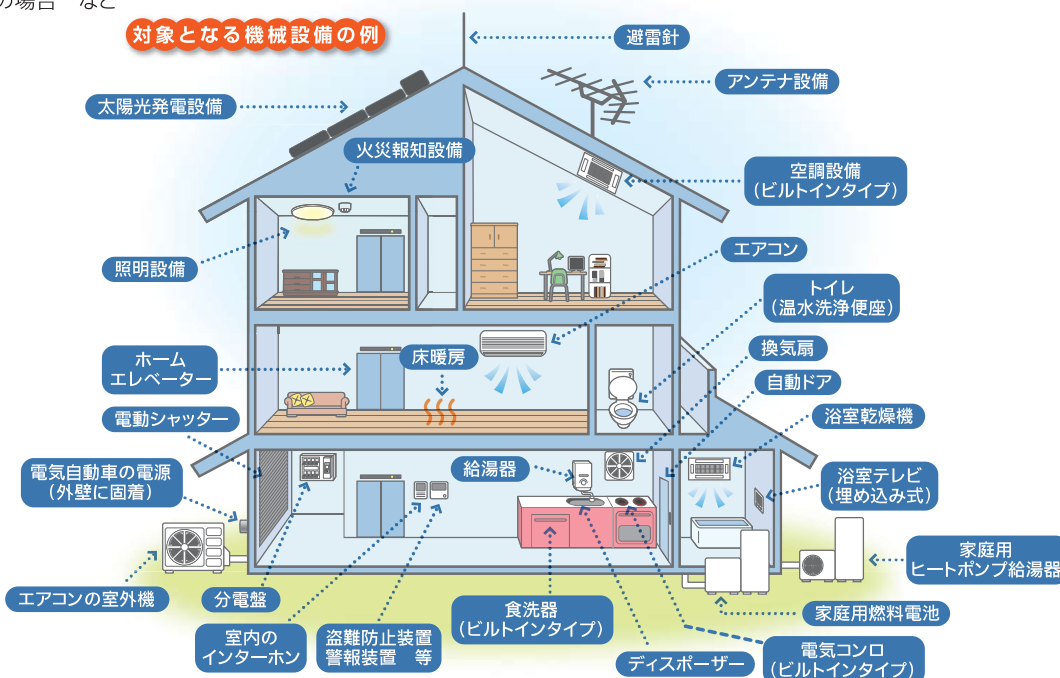 の場合 など
対象となる機械設備の例
避雷針
アンテナ設備
太陽光発電設備
火災報知設備
空調設備
(ビルトインタイプ)
エアコン
照明設備
トイレ
(温水洗浄便座)
換気扇
ホーム
エレベーター
床暖房
自動ドア
電動シャッター
浴室乾燥機
電気自動車の電源
(外壁に固着)
給湯器
浴室テレビ
(埋め込み式)
家庭用
ヒートポンプ給湯器
エアコンの室外機
分電盤
食洗器
(ビルトインタイプ)
家庭用燃料電池
室内の
インターホン
盗難防止装置
警報装置 等
ディスポーザー
電気コンロ
(ビルトインタイプ)